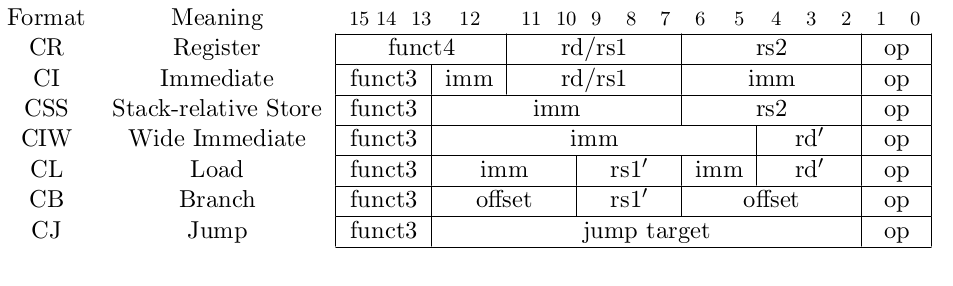 Format Meaning 15 14 13 12 11 10 9 8 7 6 5 4 3 2 1 0
CR Register funct4 rd/rs1 rs2 op
CI Immediate funct3 imm rd/rs1 imm op
CSS Stack-relative Store funct3 imm rs2 op
CIW Wide Immediate funct3 imm rd′ op
CL Load funct3 imm rs1′ imm rd′ op
CB Branch funct3 offset rs1′ offset op
CJ Jump funct3 jump target op